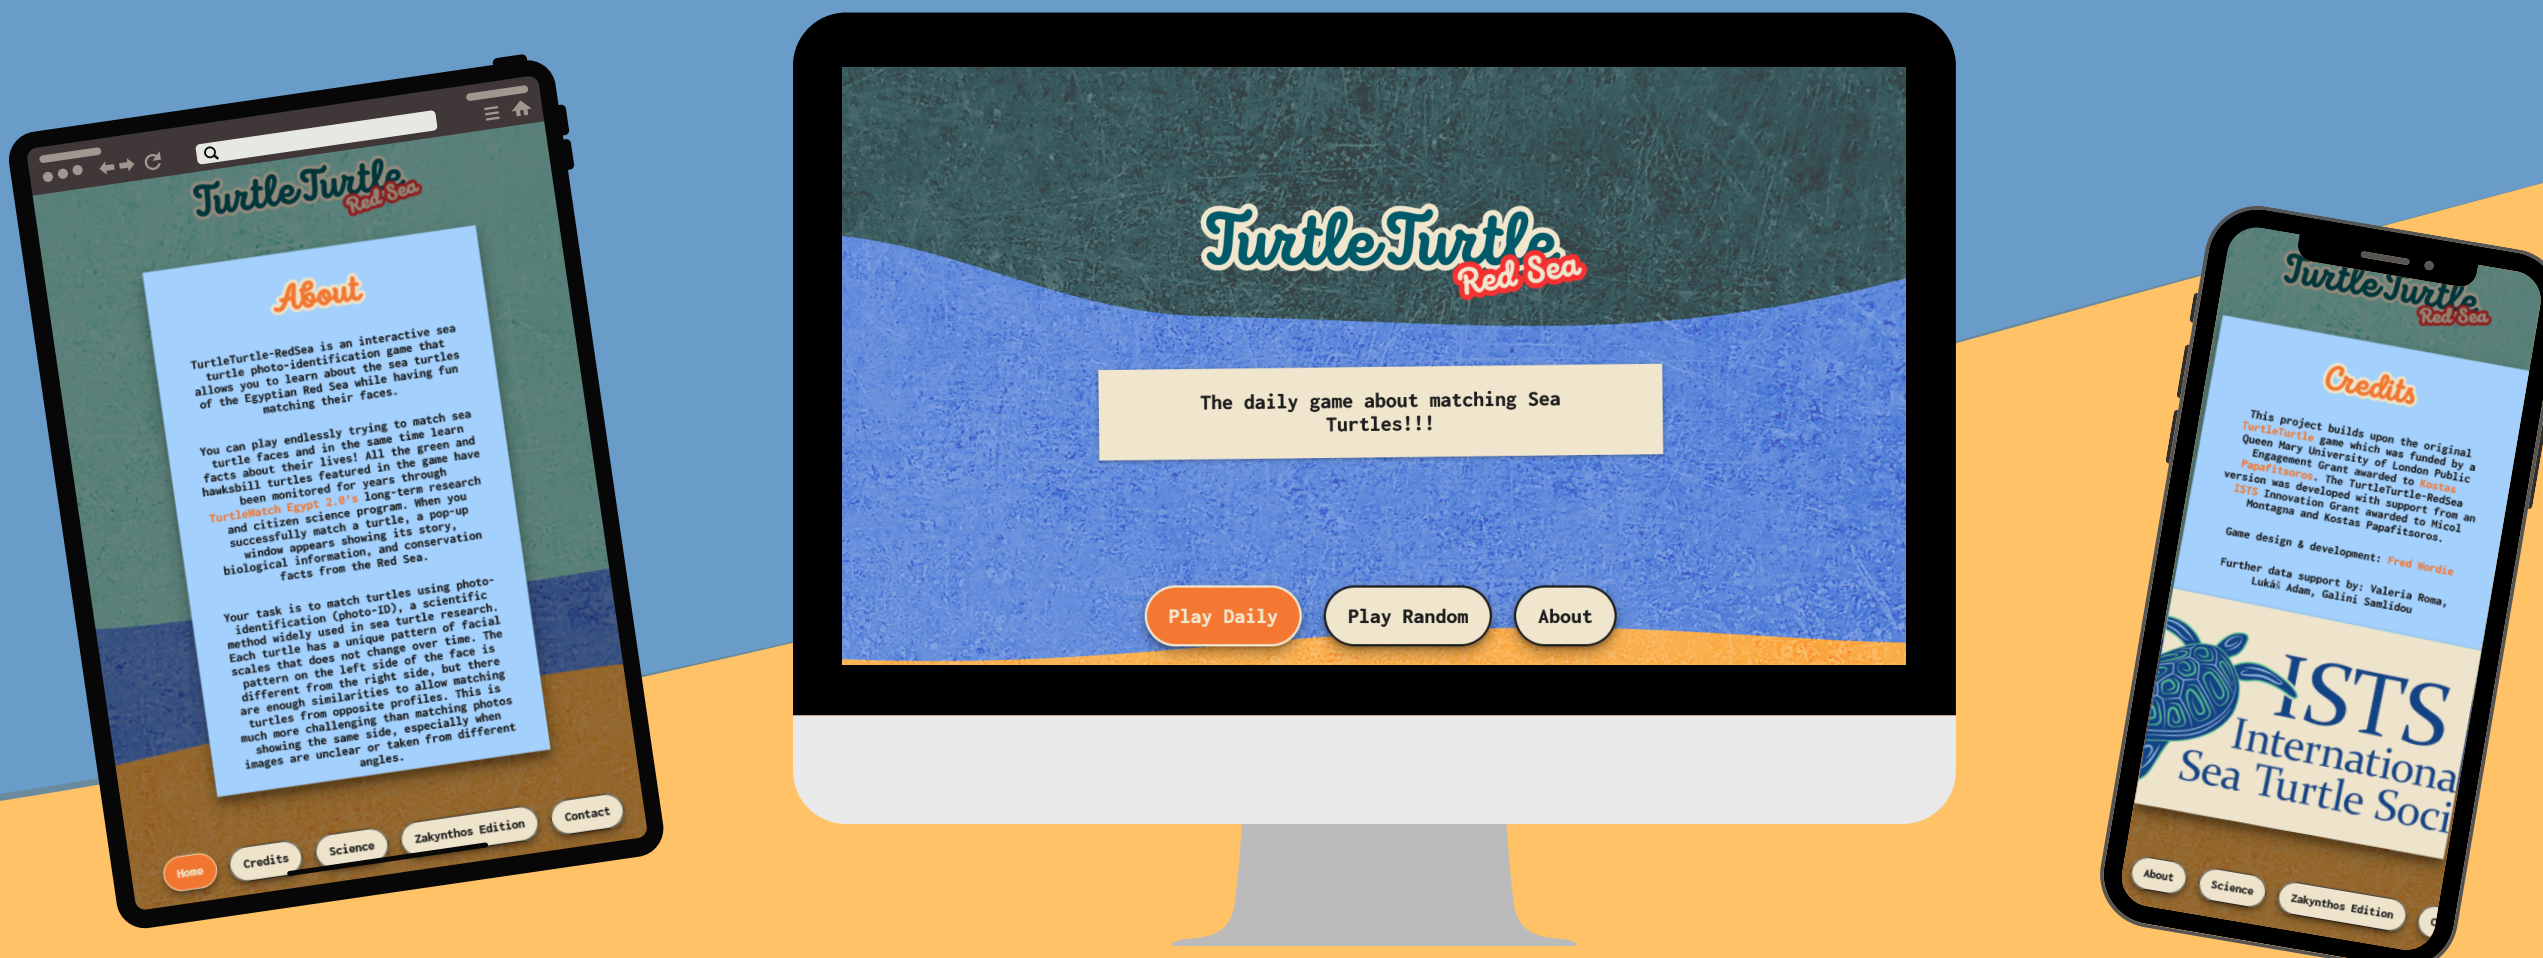 TurtleTurtle
Red Sea
About
TurtleTurtle-RedSea is an interactive sea
turtle photo-identification game that
allows you to learn about the sea turtles
of the Egyptian Red Sea while having fun
matching their faces.
You can play endlessly trying to match sea
turtle faces and in the same time learn
facts about their lives! All the green and
hawksbill turtles featured in the game have
been monitored for years through
TurtleWatch Egypt 2.0's long-term research
and citizen science program. When you
successfully match a turtle, a pop-up
window appears showing its story,
biological information, and conservation
facts from the Red Sea.
Your task is to match turtles using photo-
identification (photo-ID), a scientific
method widely used in sea turtle research.
Each turtle has a unique pattern of facial
scales that does not change over time. The
pattern on the left side of the face is
different from the right side, but there
are enough similarities to allow matching
turtles from opposite profiles. This is
much more challenging than matching photos
showing the same side, especially when
images are unclear or taken from different
angles.
Home
Credits
Science
Zakynthos Edition
Contact
TurtleTurtle
Red Sea
The daily game about matching Sea
Turtles!!!
Play Daily
Play Random
About
TurtleTurtle
Red Sea
Credits
This project builds upon the original
TurtleTurtle game which was funded by a
Queen Mary University of London Public
Engagement Grant awarded to Kostas
Papafitsoros. The TurtleTurtle-RedSea
version was developed with support from an
ISTS Innovation Grant awarded to Micol
Montagna and Kostas Papafitsoros.
Game design & development: Fred Wordie
Further data support by: Valeria Roma,
Lukáš Adam, Galini Samlidou
ISTS
Internationa
Sea Turtle Soci
About
Science
Zakynthos Edition